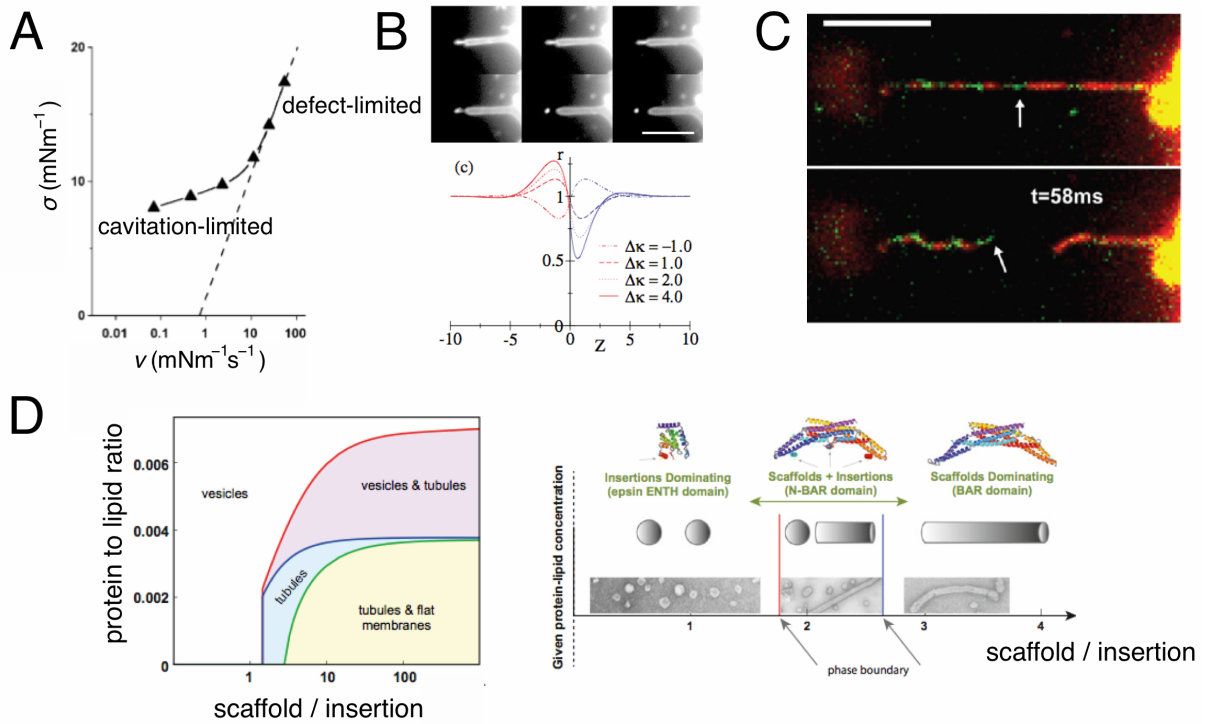 A
20
10
0
σ (mNm⁻¹)
defect-limited
cavitation-limited
0.01 0.1 1 10 100
v (mNm⁻¹s⁻¹)
B
(c)
r
1
0.5
0
Δκ = −1.0
Δκ = 1.0
Δκ = 2.0
Δκ = 4.0
-10 -5 0 5 10
z
C
t=58ms
D
protein to lipid ratio
0.006
0.004
0.002
0
vesicles
vesicles & tubules
tubules
tubules & flat
membranes
1 10 100
scaffold / insertion
Given protein-lipid concentration
Insertions Dominating
(epsin ENTH domain)
Scaffolds + Insertions
(N-BAR domain)
Scaffolds Dominating
(BAR domain)
1 2 3 4
scaffold / insertion
phase boundary